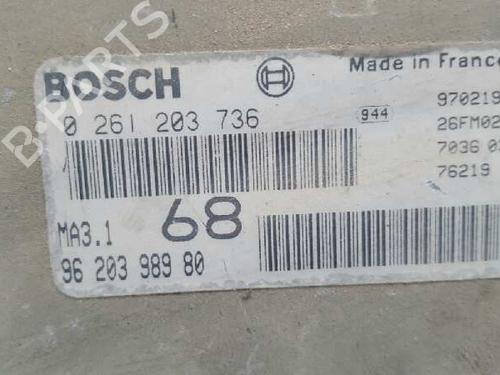 BOSCH
Made in France
0 261 203 736
944
970219
26FM02
7036
76219
MA3.1
68
96 203 989 80
B-PARTS